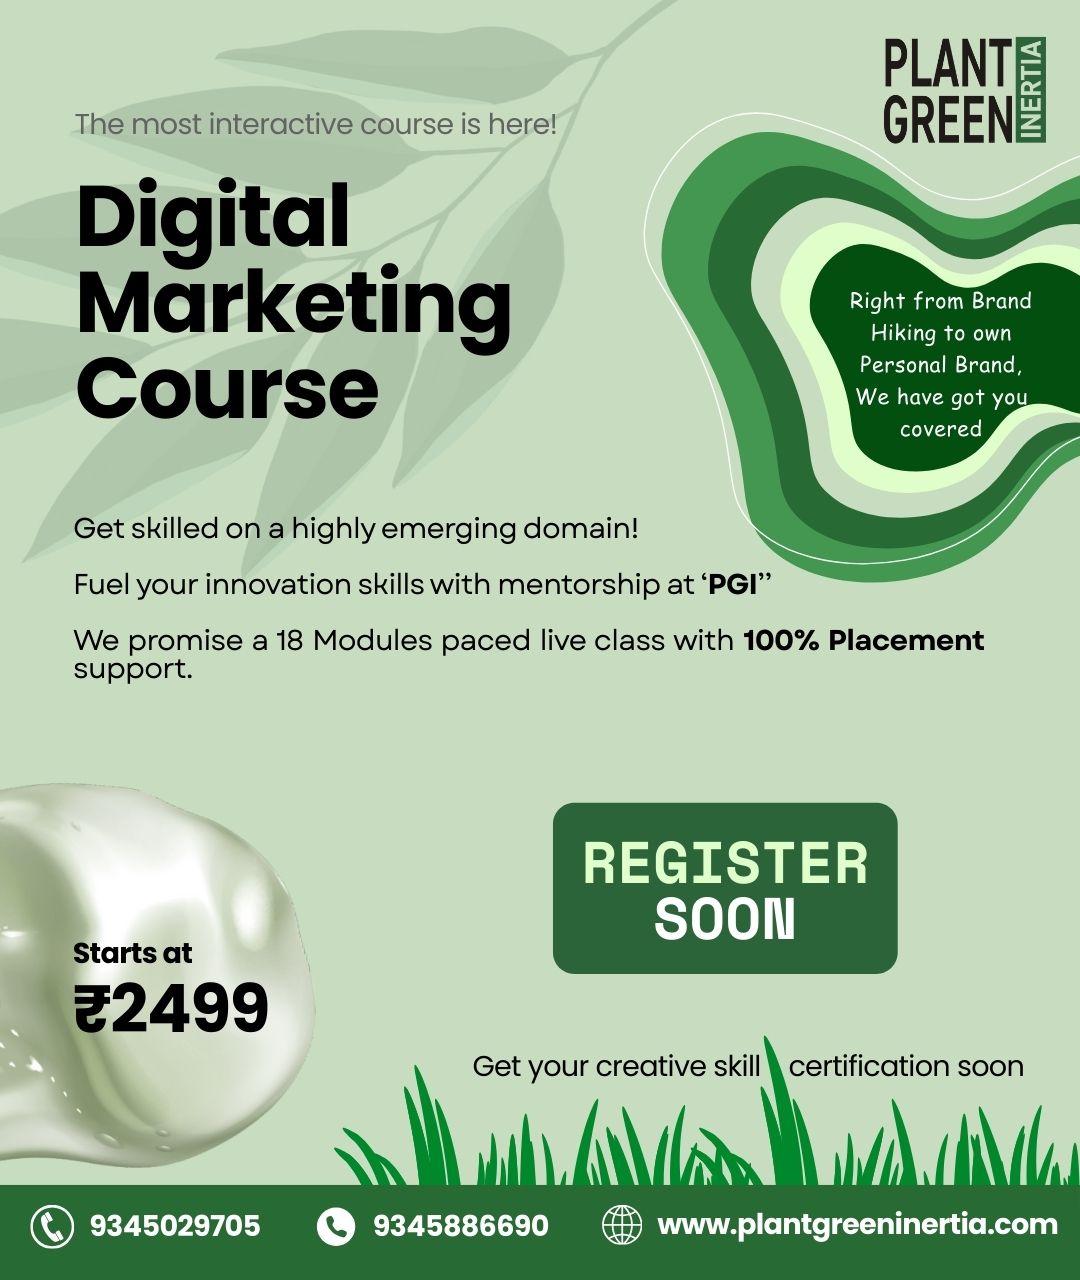 PLANT
GREEN
INERTIA
The most interactive course is here!
Digital
Marketing
Course
Right from Brand
Hiking to own
Personal Brand,
We have got you
covered
Get skilled on a highly emerging domain!
Fuel your innovation skills with mentorship at ‘PGI’’
We promise a 18 Modules paced live class with 100% Placement
support.
REGISTER
SOON
Starts at
₹2499
Get your creative skill certification soon
9345029705 9345886690 www.plantgreeninertia.com